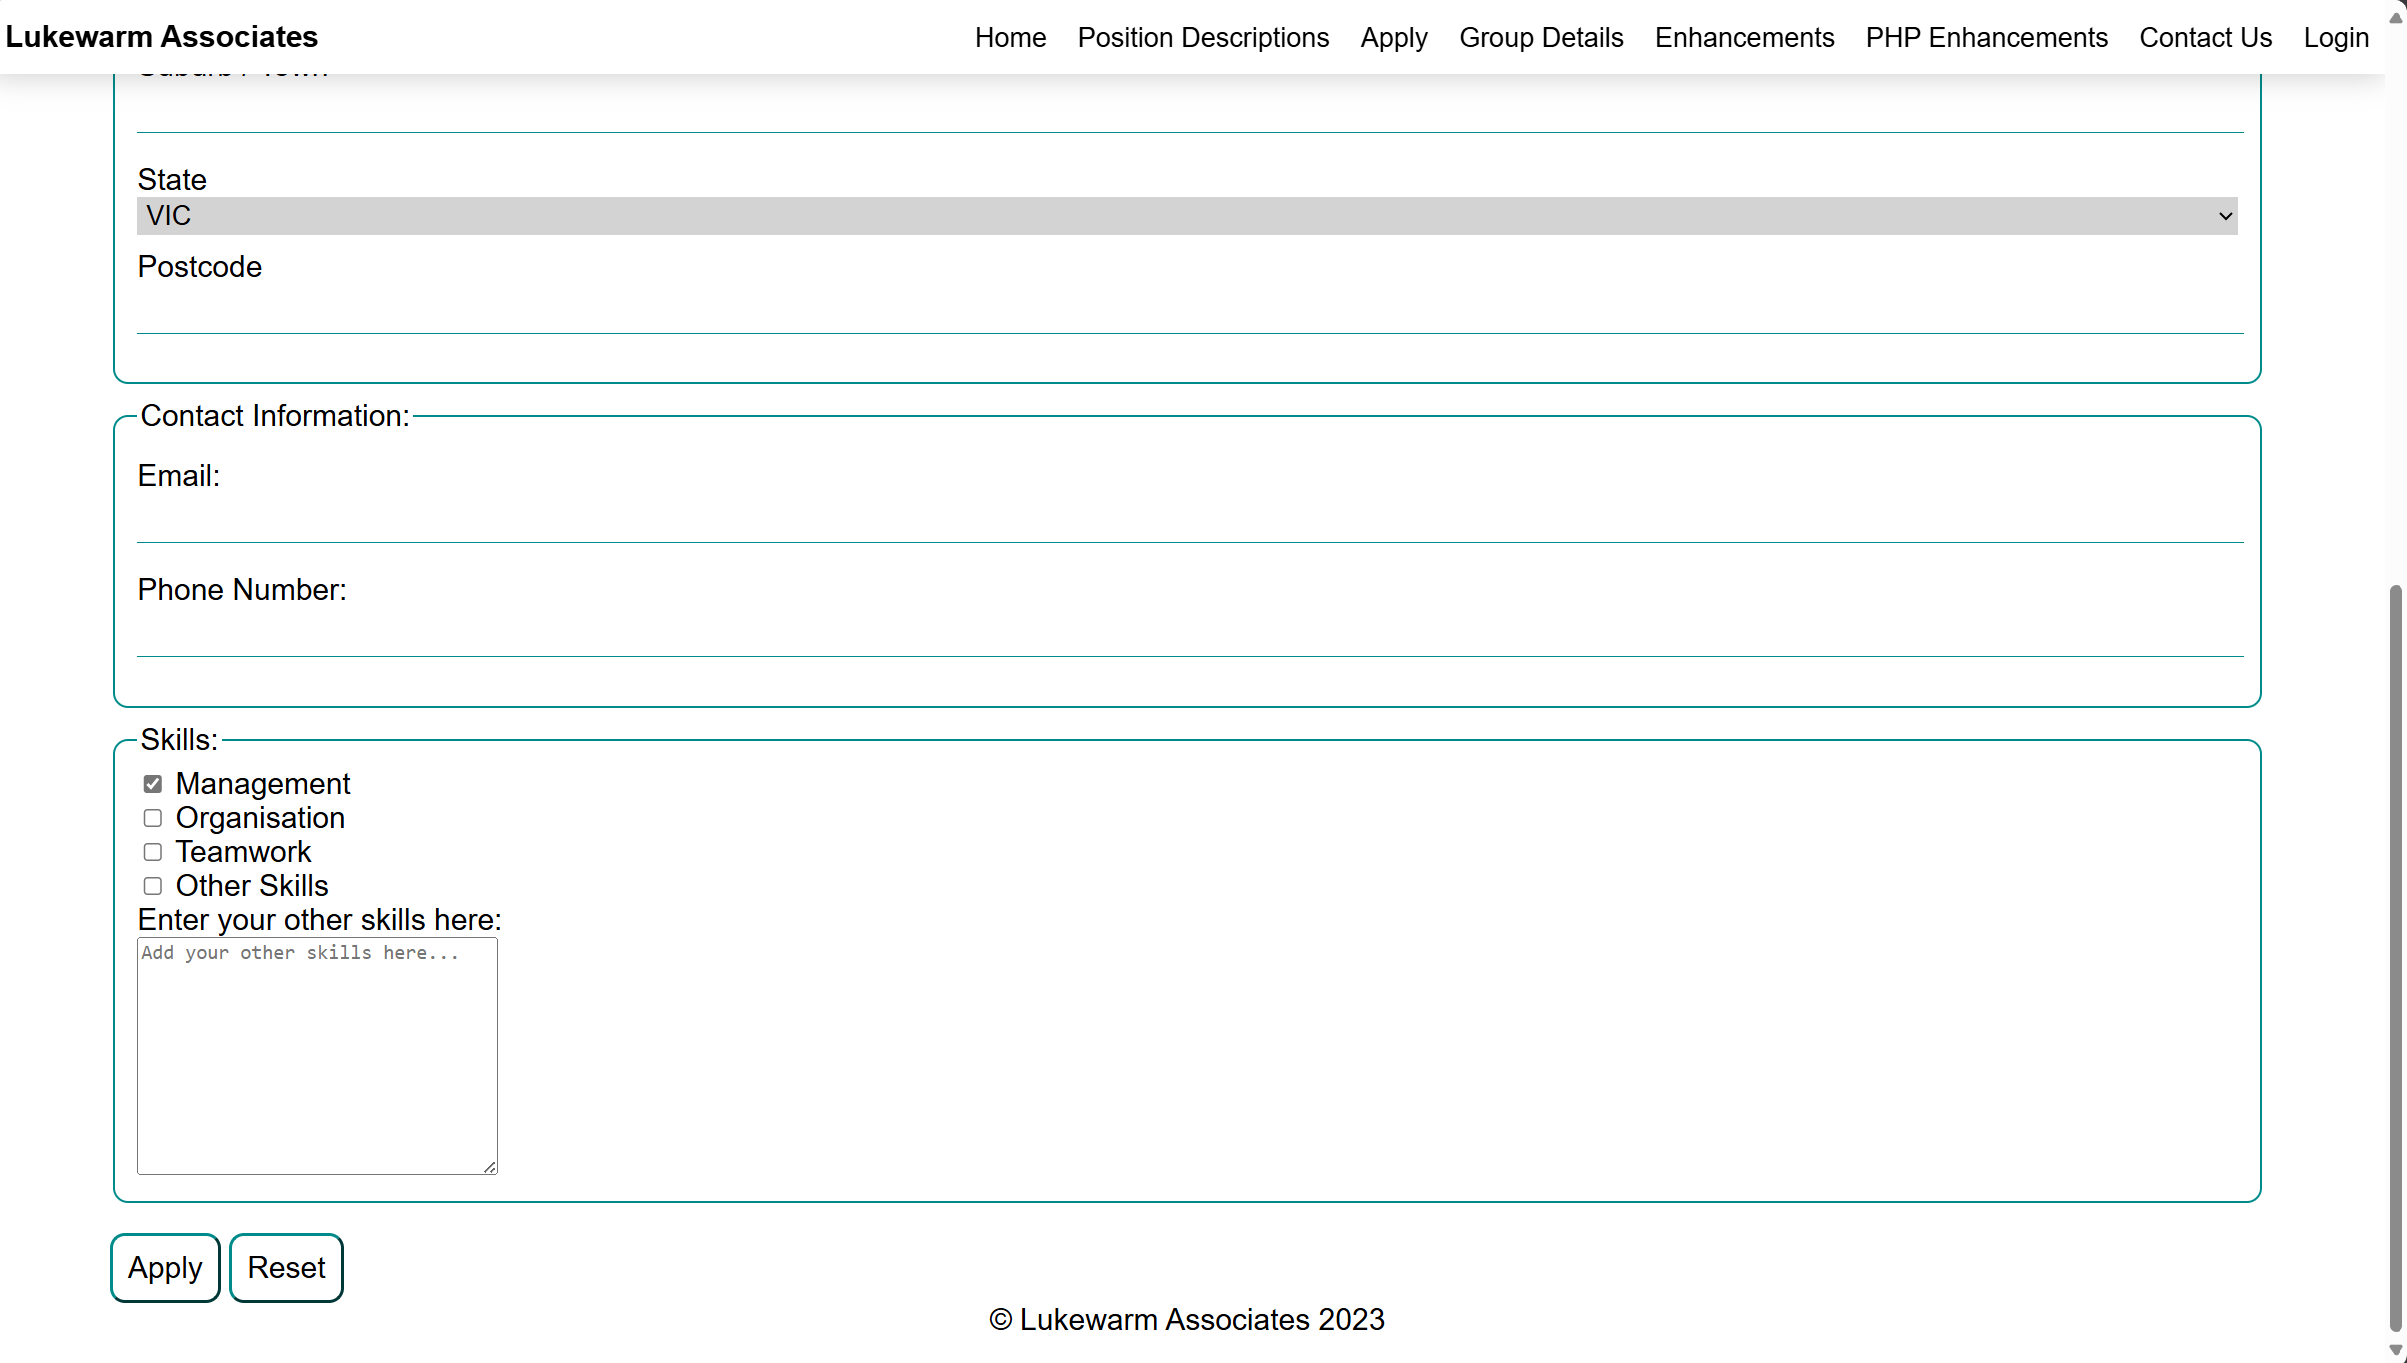 Lukewarm Associates
Home Position Descriptions Apply Group Details Enhancements PHP Enhancements Contact Us Login
State
VIC
Postcode
Contact Information:
Email:
Phone Number:
Skills:
Management
Organisation
Teamwork
Other Skills
Enter your other skills here:
Add your other skills here...
Apply Reset
© Lukewarm Associates 2023